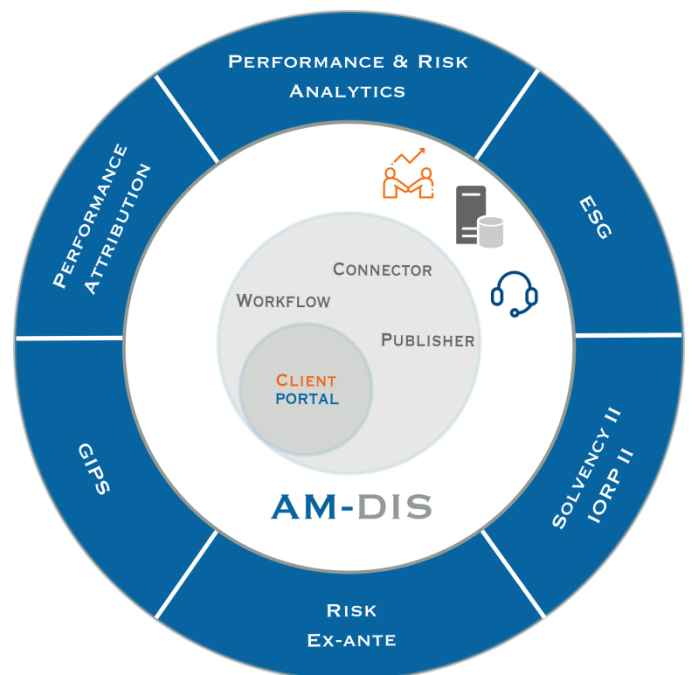 Performance & Risk
Analytics
Performance
Attribution
ESG
Connector
Workflow
Publisher
Client
Portal
GIPS
Solvency II
IORP II
AM-DIS
Risk
Ex-ante